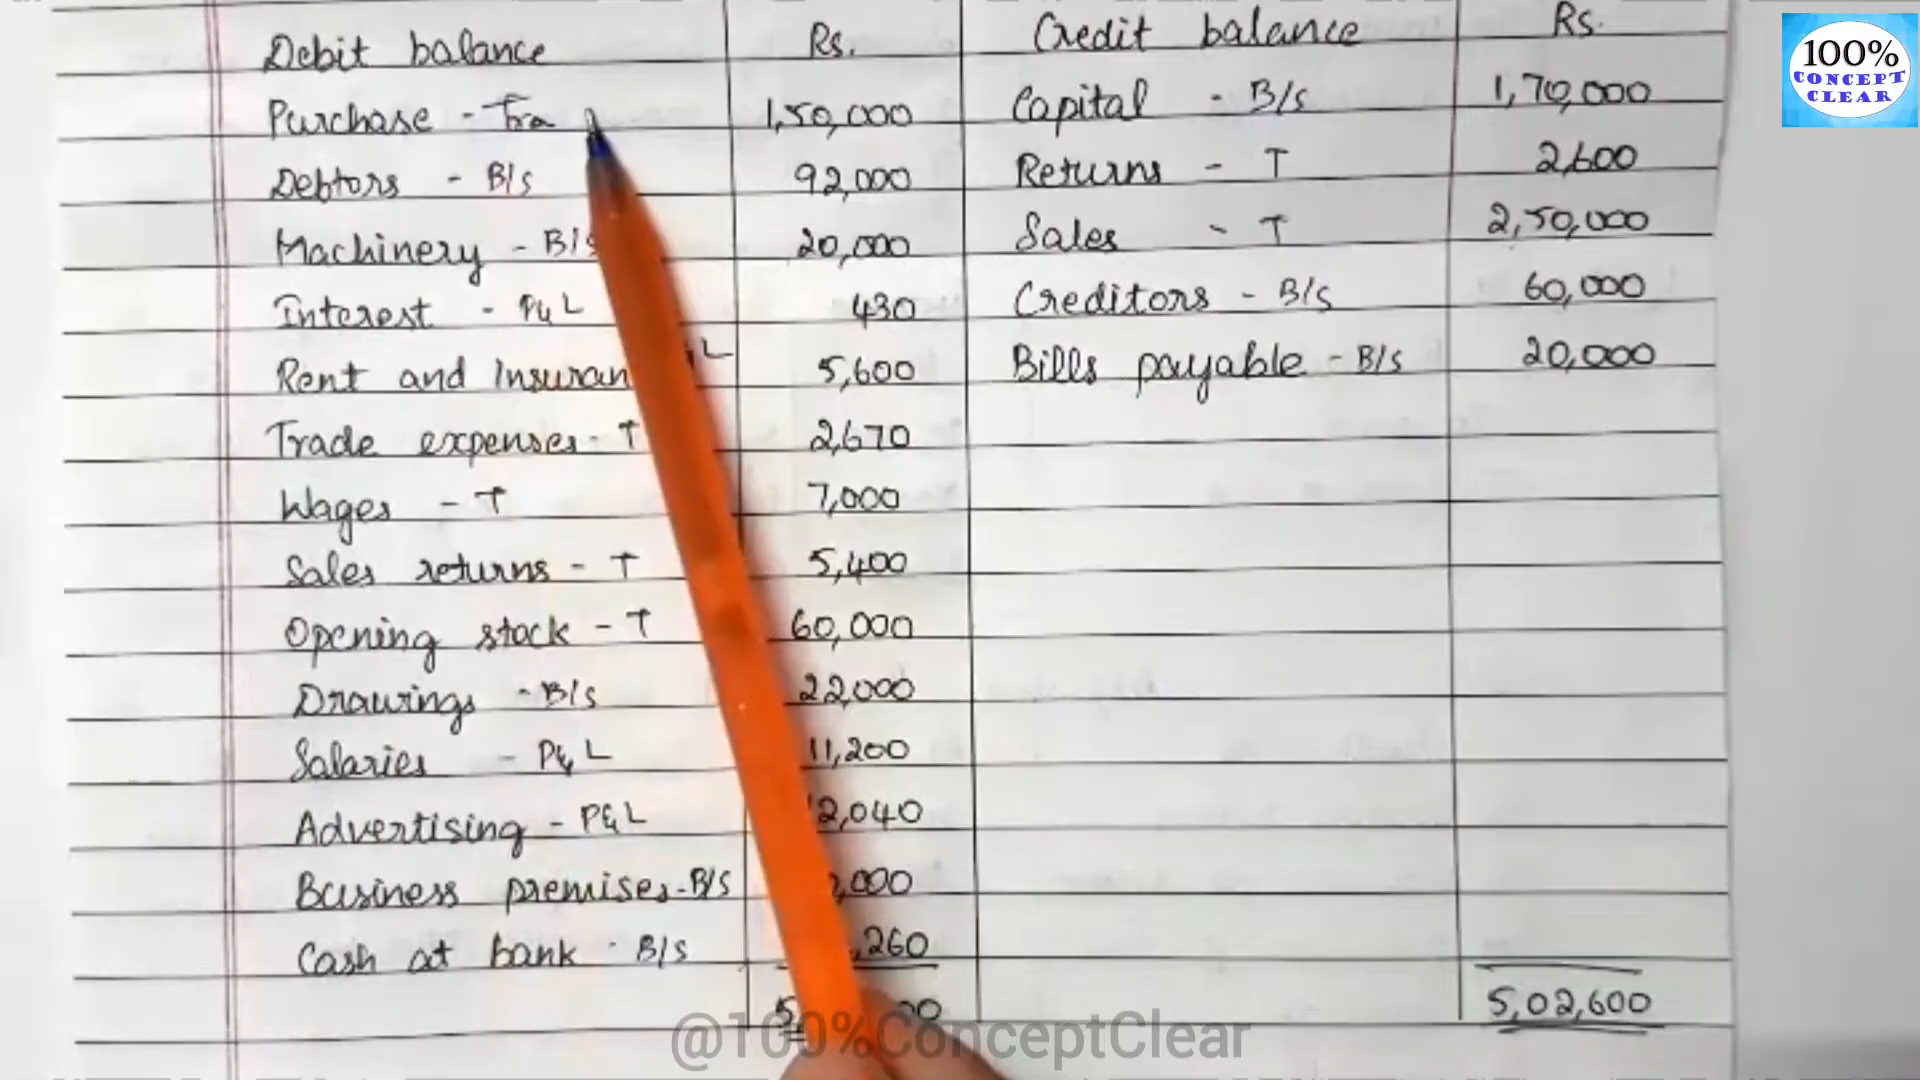 Debit balance Rs. Credit balance Rs.
Purchase - Tra 1,50,000 Capital - B/S 1,70,000
Debtors - B/S 92,000 Returns - T 2,600
Machinery - B/S 20,000 Sales - T 2,50,000
Interest - P&L 430 Creditors - B/S 60,000
Rent and Insuran L 5,600 Bills payable - B/S 20,000
Trade expenses - T 2,670
Wages - T 7,000
Sales returns - T 5,400
Opening stock - T 60,000
Drawings - B/S 22,000
Salaries - P&L 11,200
Advertising - P&L 2,040
Business premises - B/S ,000
Cash at bank - B/S ,260
5, 00 5,02,600
100%
CONCEPT
CLEAR
@100%ConceptClear